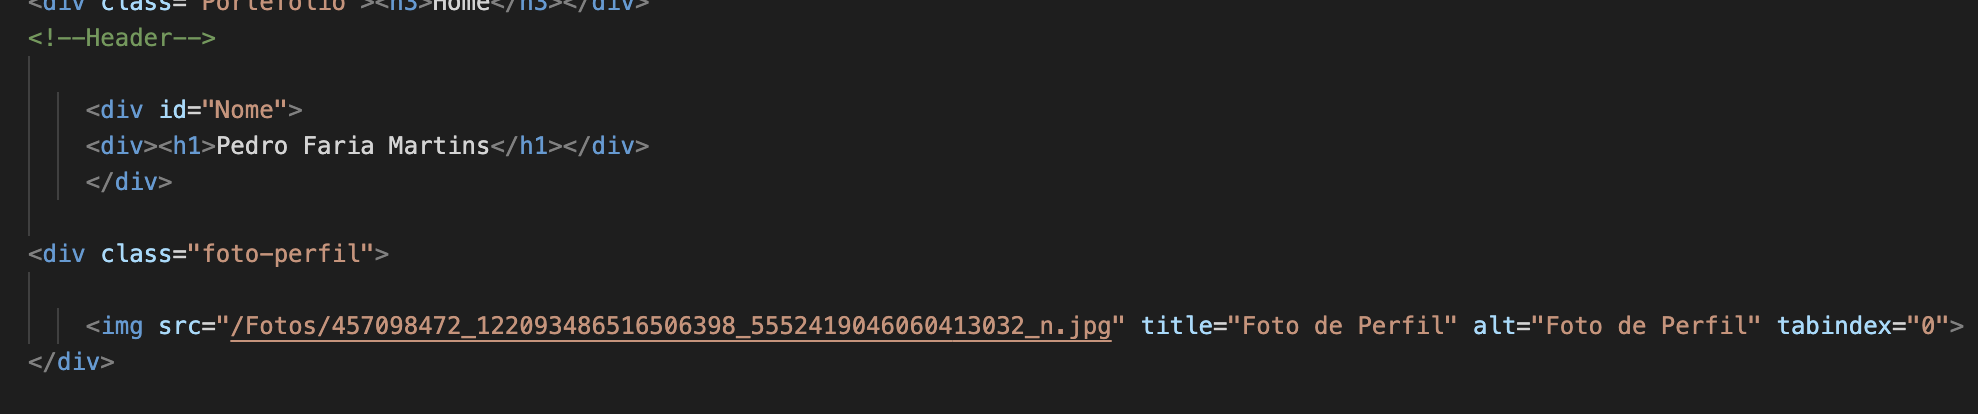 <div class="Portefolio"><h3>Home</h3></div>
<!--Header-->
<div id="Nome">
<div><h1>Pedro Faria Martins</h1></div>
</div>
<div class="foto-perfil">
<img src="/Fotos/457098472_122093486516506398_5552419046060413032_n.jpg" title="Foto de Perfil" alt="Foto de Perfil" tabindex="0">
</div>